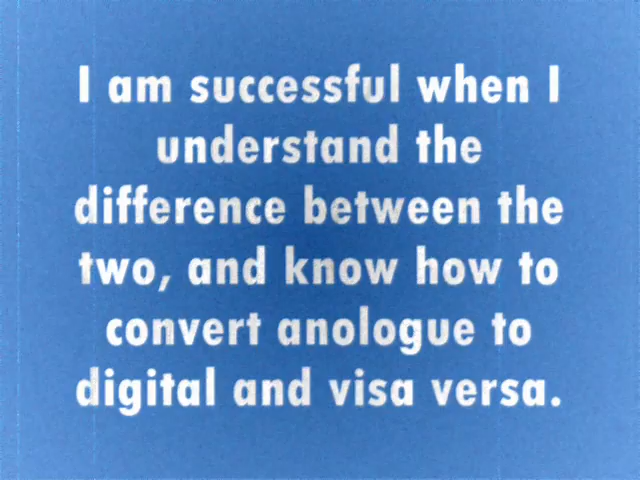 I am successful when I
understand the
difference between the
two, and know how to
convert anologue to
digital and visa versa.